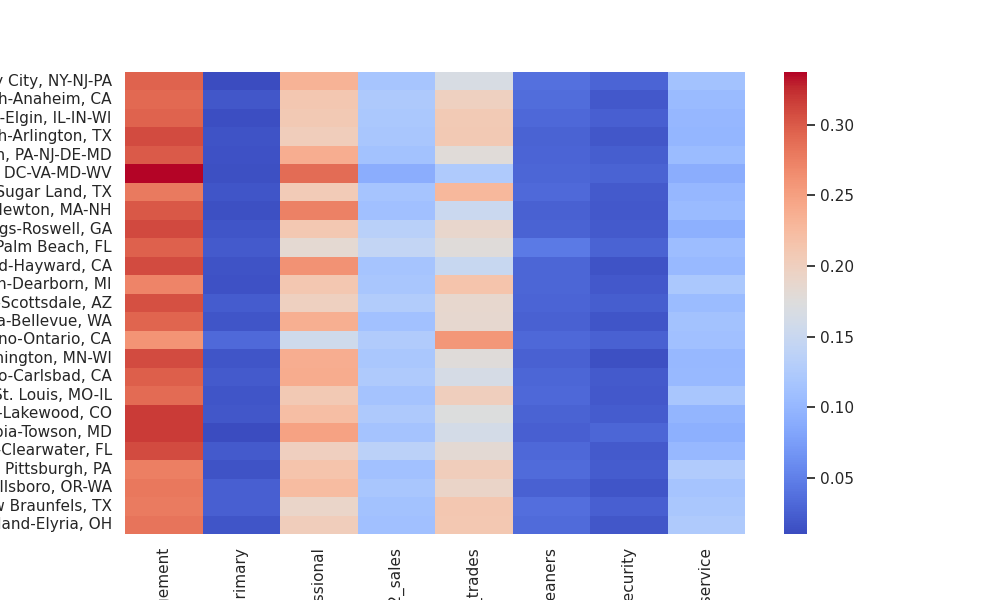 y City, NY-NJ-PA
h-Anaheim, CA
-Elgin, IL-IN-WI
h-Arlington, TX
n, PA-NJ-DE-MD
DC-VA-MD-WV
Sugar Land, TX
Newton, MA-NH
gs-Roswell, GA
Palm Beach, FL
d-Hayward, CA
n-Dearborn, MI
Scottsdale, AZ
a-Bellevue, WA
no-Ontario, CA
mington, MN-WI
o-Carlsbad, CA
St. Louis, MO-IL
-Lakewood, CO
bia-Towson, MD
-Clearwater, FL
Pittsburgh, PA
llsboro, OR-WA
w Braunfels, TX
land-Elyria, OH
gement
rimary
ssional
_sales
_trades
eaners
ecurity
service
0.30
0.25
0.20
0.15
0.10
0.05